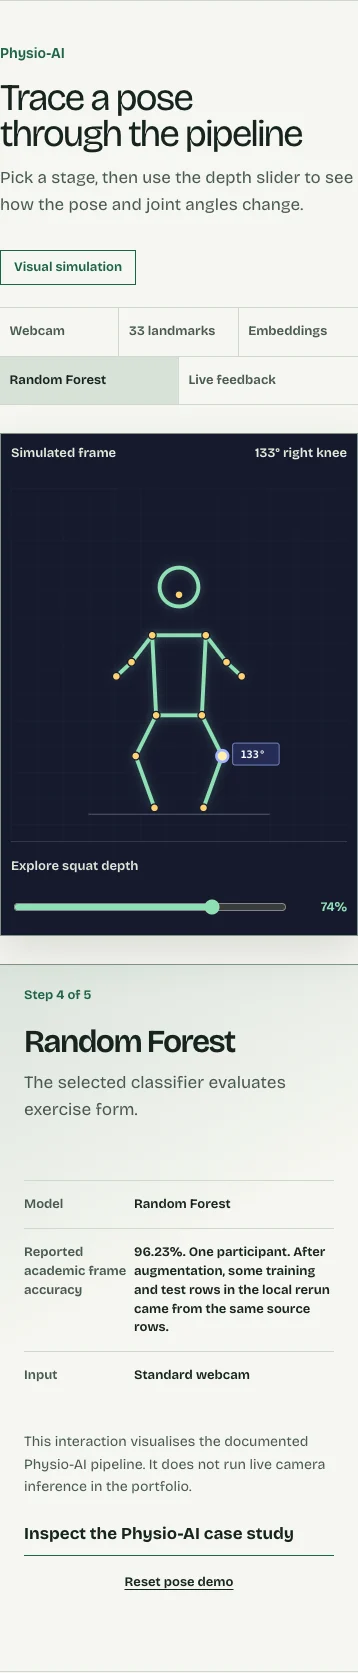 Physio-AI
Trace a pose
through the pipeline
Pick a stage, then use the depth slider to see
how the pose and joint angles change.
Visual simulation
Webcam
33 landmarks
Embeddings
Random Forest
Live feedback
Simulated frame
133° right knee
133°
Explore squat depth
74%
Step 4 of 5
Random Forest
The selected classifier evaluates
exercise form.
Model
Random Forest
Reported
academic frame
accuracy
96.23%. One participant. After
augmentation, some training
and test rows in the local rerun
came from the same source
rows.
Input
Standard webcam
This interaction visualises the documented
Physio-AI pipeline. It does not run live camera
inference in the portfolio.
Inspect the Physio-AI case study
Reset pose demo